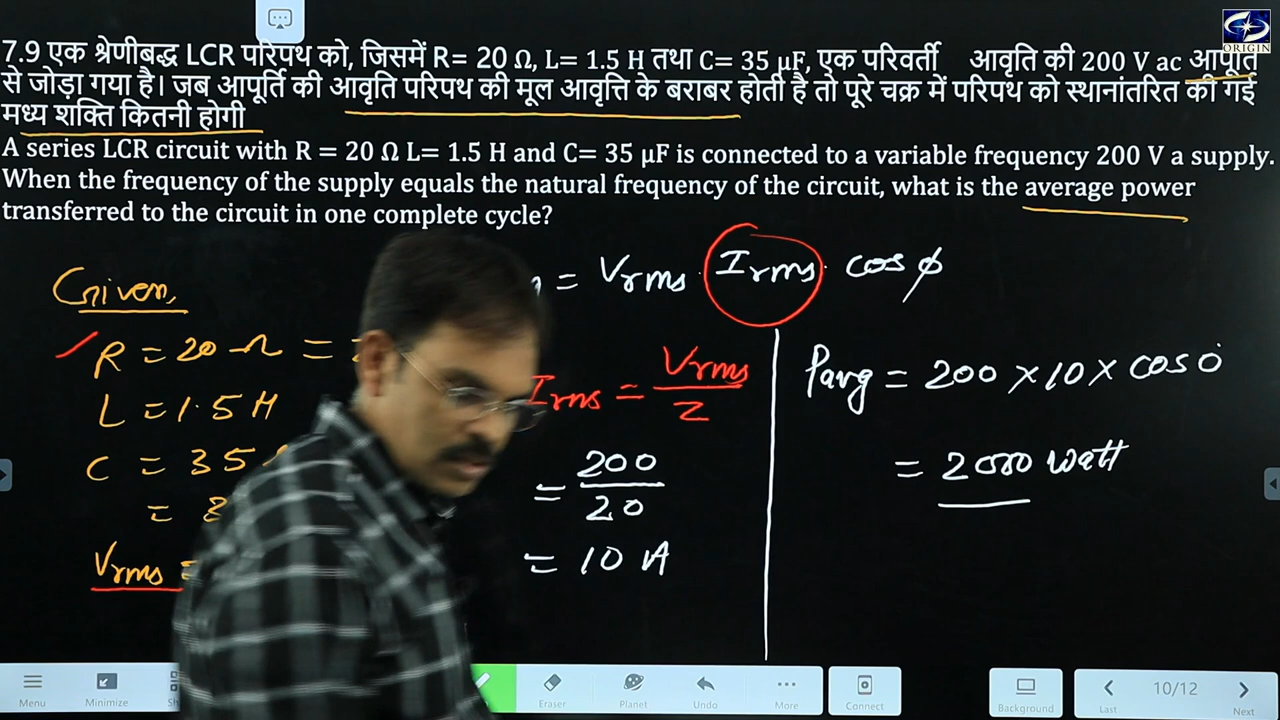 ORIGIN
7.9 एक श्रेणीबद्ध LCR परिपथ को, जिसमें R= 20 Ω, L= 1.5 H तथा C= 35 μF, एक परिवर्ती आवृति की 200 V ac आपूर्ति
से जोड़ा गया है। जब आपूर्ति की आवृति परिपथ की मूल आवृत्ति के बराबर होती है तो पूरे चक्र में परिपथ को स्थानांतरित की गई
मध्य शक्ति कितनी होगी
A series LCR circuit with R = 20 Ω L= 1.5 H and C= 35 μF is connected to a variable frequency 200 V a supply.
When the frequency of the supply equals the natural frequency of the circuit, what is the average power
transferred to the circuit in one complete cycle?
= Vrms . Irms . cos φ
Given,
R = 20 Ω =
L = 1.5 H
C = 35
=
Vrms =
Irms = Vrms / Z
= 200 / 20
= 10 A
Pavg = 200 × 10 × cos 0
= 2000 watt
Menu
Minimize
Eraser
Planet
Undo
More
Connect
Background
Last
10/12
Next